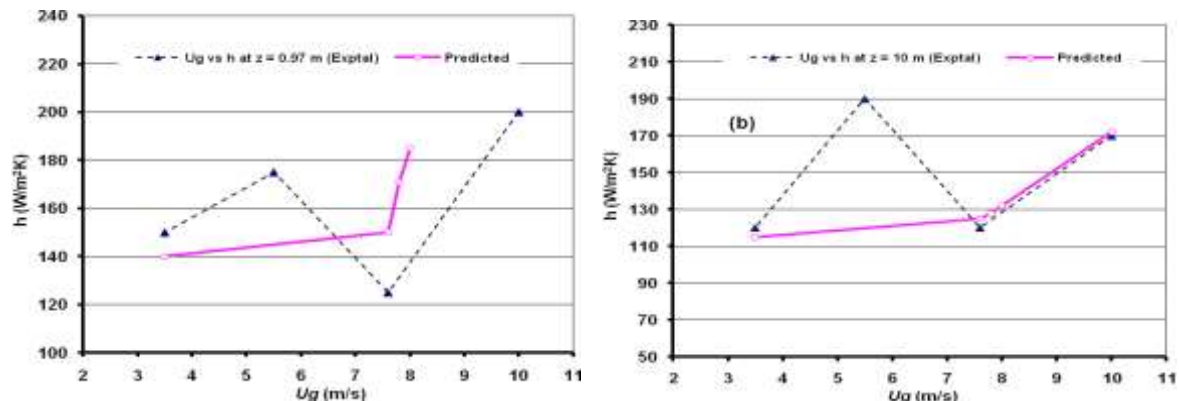 240
220
200
180
160
140
120
100
h (W/m²K)
Ug vs h at z = 0.97 m (Exptal)
Predicted
2 3 4 5 6 7 8 9 10 11
Ug (m/s)
230
210
190
170
150
130
110
90
70
50
h (W/m²K)
Ug vs h at z = 10 m (Exptal)
Predicted
(b)
2 3 4 5 6 7 8 9 10 11
Ug (m/s)